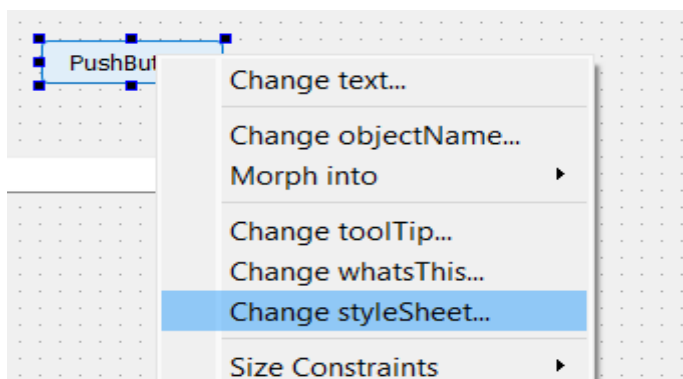 PushBut
Change text...
Change objectName...
Morph into
Change toolTip...
Change whatsThis...
Change styleSheet...
Size Constraints